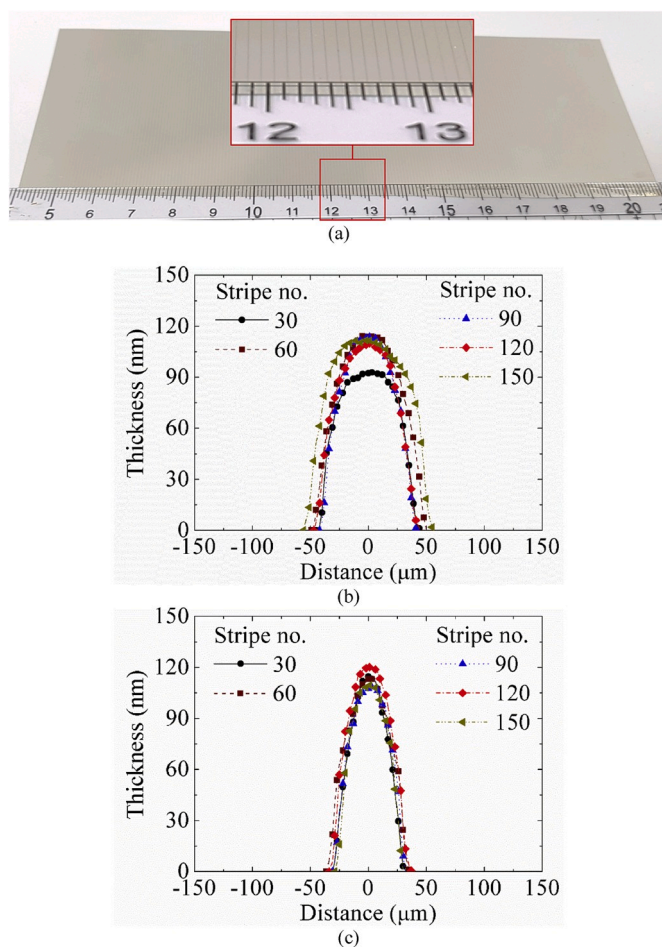 12 13
5 6 7 8 9 10 11 12 13 14 15 16 17 18 19 20
(a)
150
120
90
60
30
0
Thickness (nm)
Stripe no.
30
60
Stripe no.
90
120
150
-150 -100 -50 0 50 100 150
Distance (μm)
(b)
150
120
90
60
30
0
Thickness (nm)
Stripe no.
30
60
Stripe no.
90
120
150
-150 -100 -50 0 50 100 150
Distance (μm)
(c)